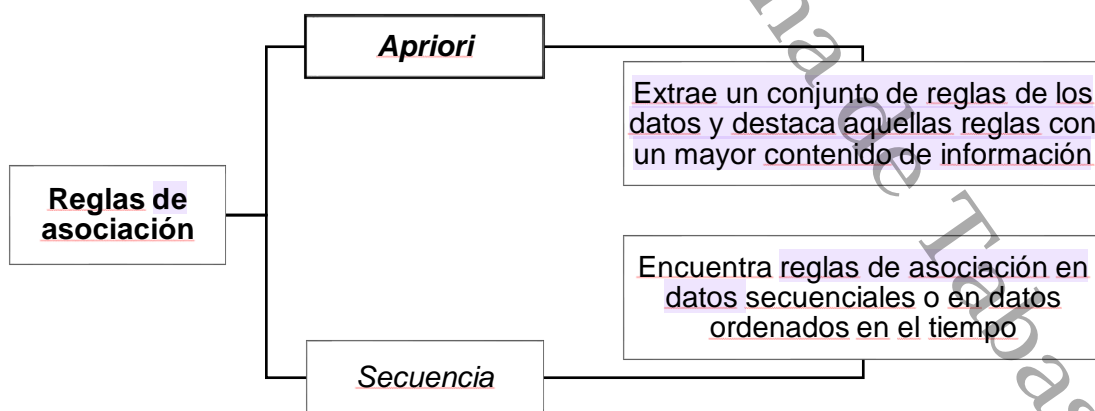 Apriori
Extrae un conjunto de reglas de los
datos y destaca aquellas reglas con
un mayor contenido de información
Reglas de
asociación
Encuentra reglas de asociación en
datos secuenciales o en datos
ordenados en el tiempo
Secuencia
de